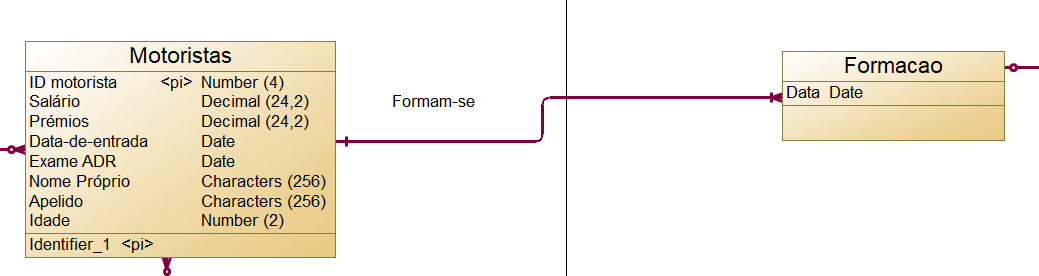 Motoristas
ID motorista <pi> Number (4)
Salário Decimal (24,2)
Prémios Decimal (24,2)
Data-de-entrada Date
Exame ADR Date
Nome Próprio Characters (256)
Apelido Characters (256)
Idade Number (2)
Identifier_1 <pi>
Formam-se
Formacao
Data Date